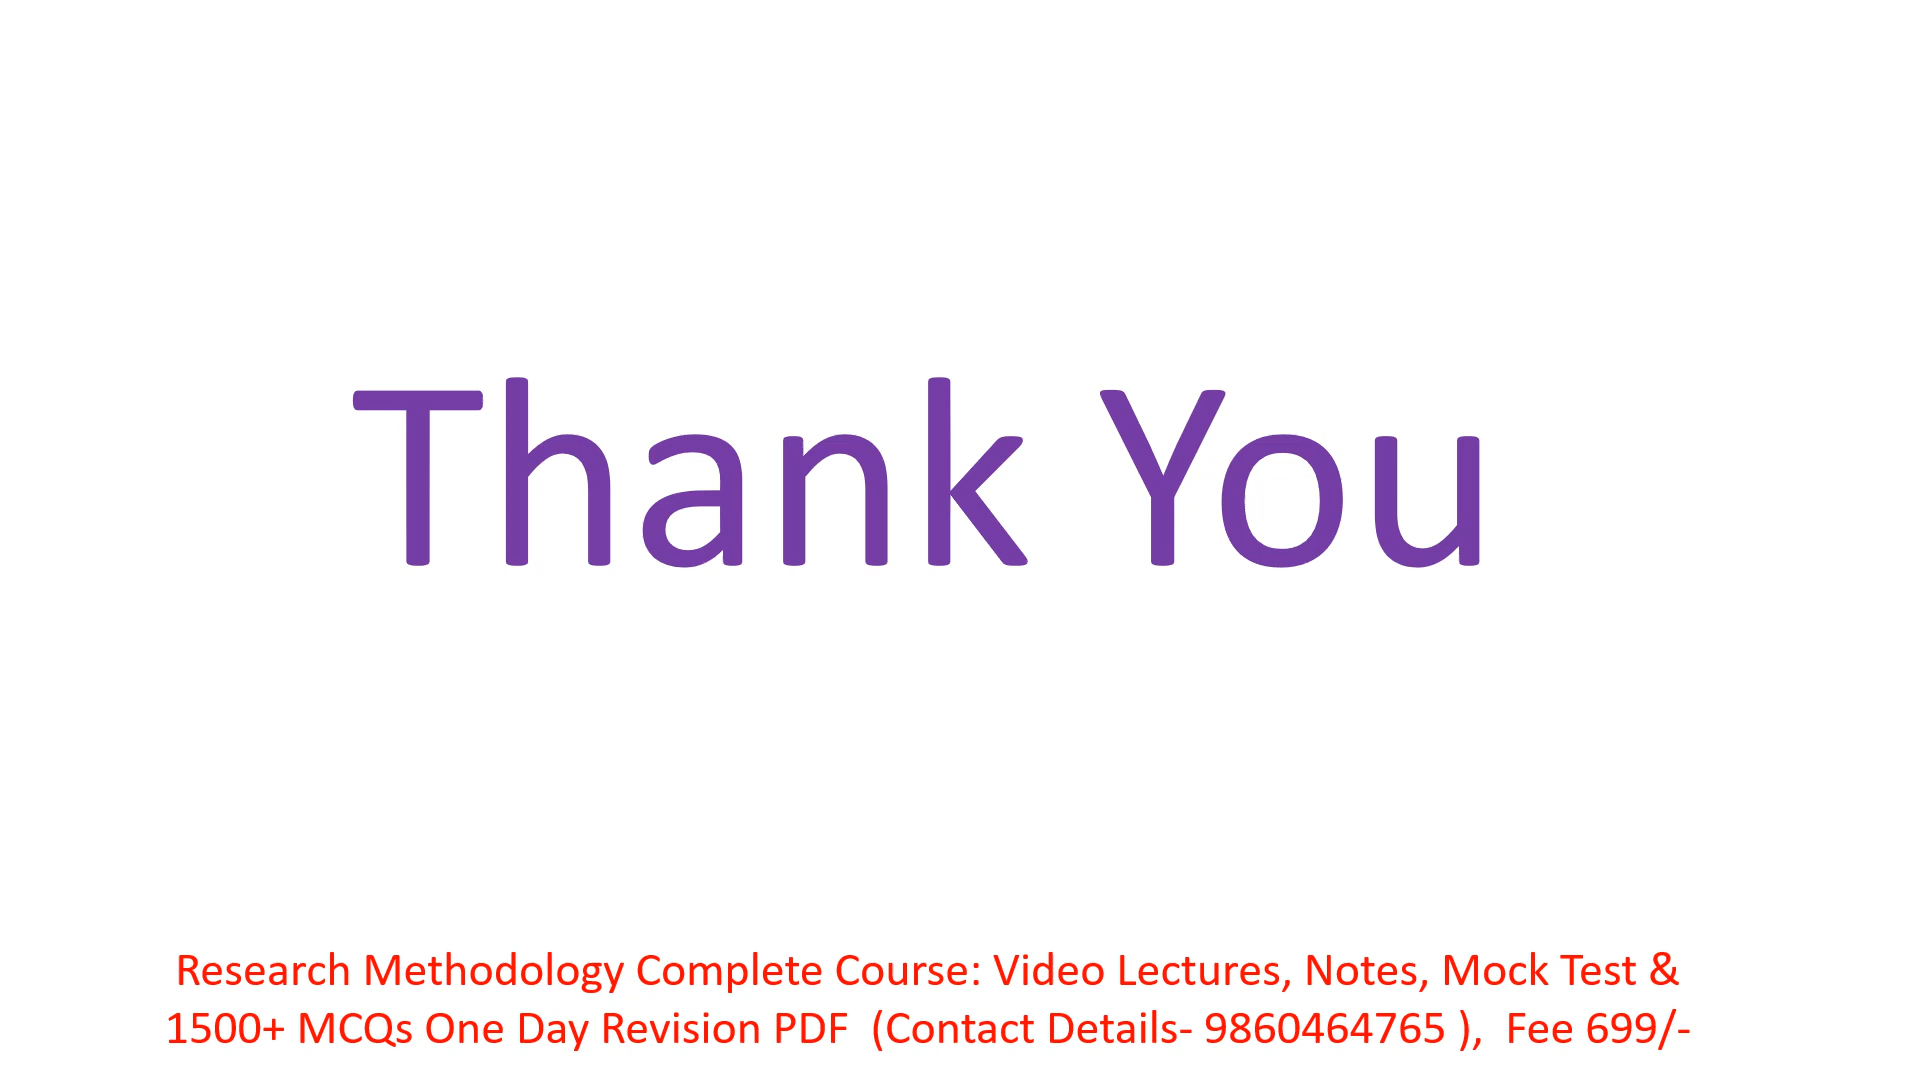 Thank You
Research Methodology Complete Course: Video Lectures, Notes, Mock Test &
1500+ MCQs One Day Revision PDF  (Contact Details- 9860464765 ),  Fee 699/-